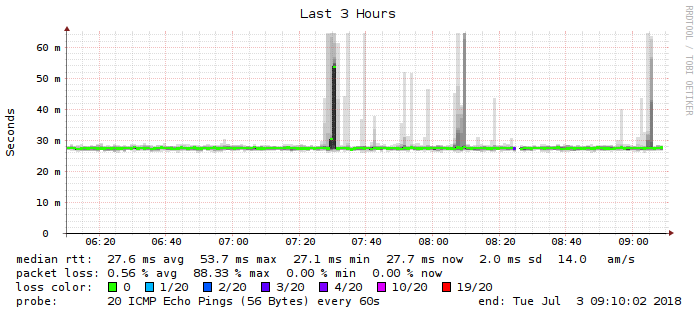 Last 3 Hours
RRDTOOL / TOBI OETIKER
Seconds
60 m
50 m
40 m
30 m
20 m
10 m
0
06:20 06:40 07:00 07:20 07:40 08:00 08:20 08:40 09:00
median rtt: 27.6 ms avg 53.7 ms max 27.1 ms min 27.7 ms now 2.0 ms sd 14.0 am/s
packet loss: 0.56 % avg 88.33 % max 0.00 % min 0.00 % now
loss color: 0 1/20 2/20 3/20 4/20 10/20 19/20
probe: 20 ICMP Echo Pings (56 Bytes) every 60s end: Tue Jul 3 09:10:02 2018